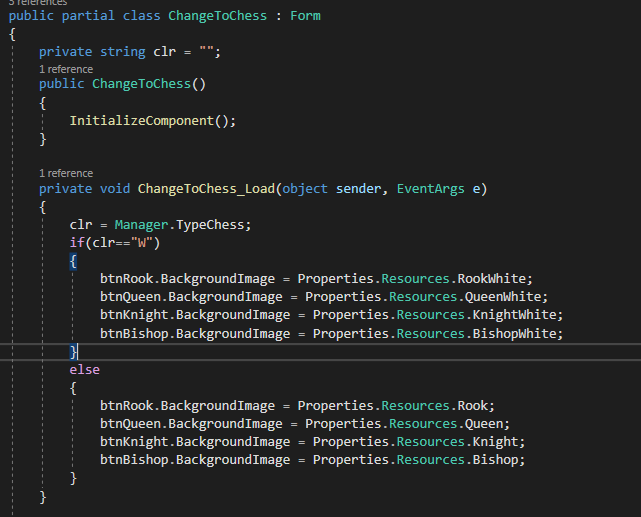 5 references
public partial class ChangeToChess : Form
{
private string clr = "";
1 reference
public ChangeToChess()
{
InitializeComponent();
}
1 reference
private void ChangeToChess_Load(object sender, EventArgs e)
{
clr = Manager.TypeChess;
if(clr=="W")
{
btnRook.BackgroundImage = Properties.Resources.RookWhite;
btnQueen.BackgroundImage = Properties.Resources.QueenWhite;
btnKnight.BackgroundImage = Properties.Resources.KnightWhite;
btnBishop.BackgroundImage = Properties.Resources.BishopWhite;
}
else
{
btnRook.BackgroundImage = Properties.Resources.Rook;
btnQueen.BackgroundImage = Properties.Resources.Queen;
btnKnight.BackgroundImage = Properties.Resources.Knight;
btnBishop.BackgroundImage = Properties.Resources.Bishop;
}
}